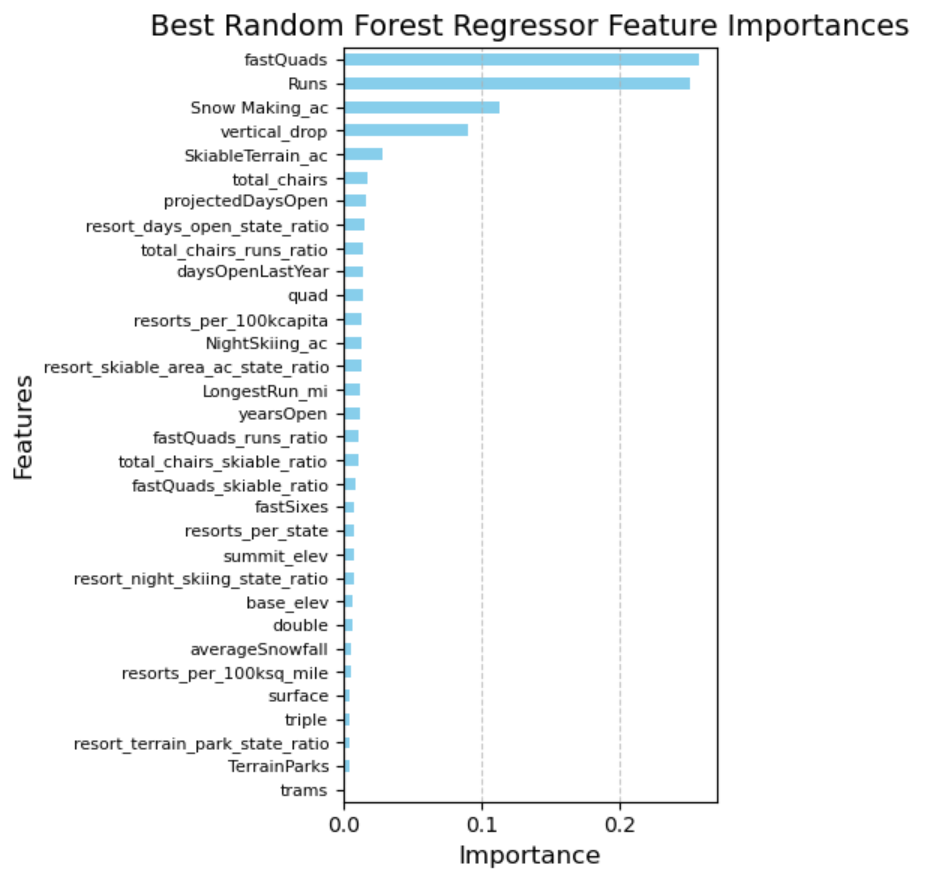 Best Random Forest Regressor Feature Importances
fastQuads
Runs
Snow Making_ac
vertical_drop
SkiableTerrain_ac
total_chairs
projectedDaysOpen
resort_days_open_state_ratio
total_chairs_runs_ratio
daysOpenLastYear
quad
resorts_per_100kcapita
NightSkiing_ac
resort_skiable_area_ac_state_ratio
LongestRun_mi
yearsOpen
fastQuads_runs_ratio
total_chairs_skiable_ratio
fastQuads_skiable_ratio
fastSixes
resorts_per_state
summit_elev
resort_night_skiing_state_ratio
base_elev
double
averageSnowfall
resorts_per_100ksq_mile
surface
triple
resort_terrain_park_state_ratio
TerrainParks
trams
Features
0.0 0.1 0.2
Importance